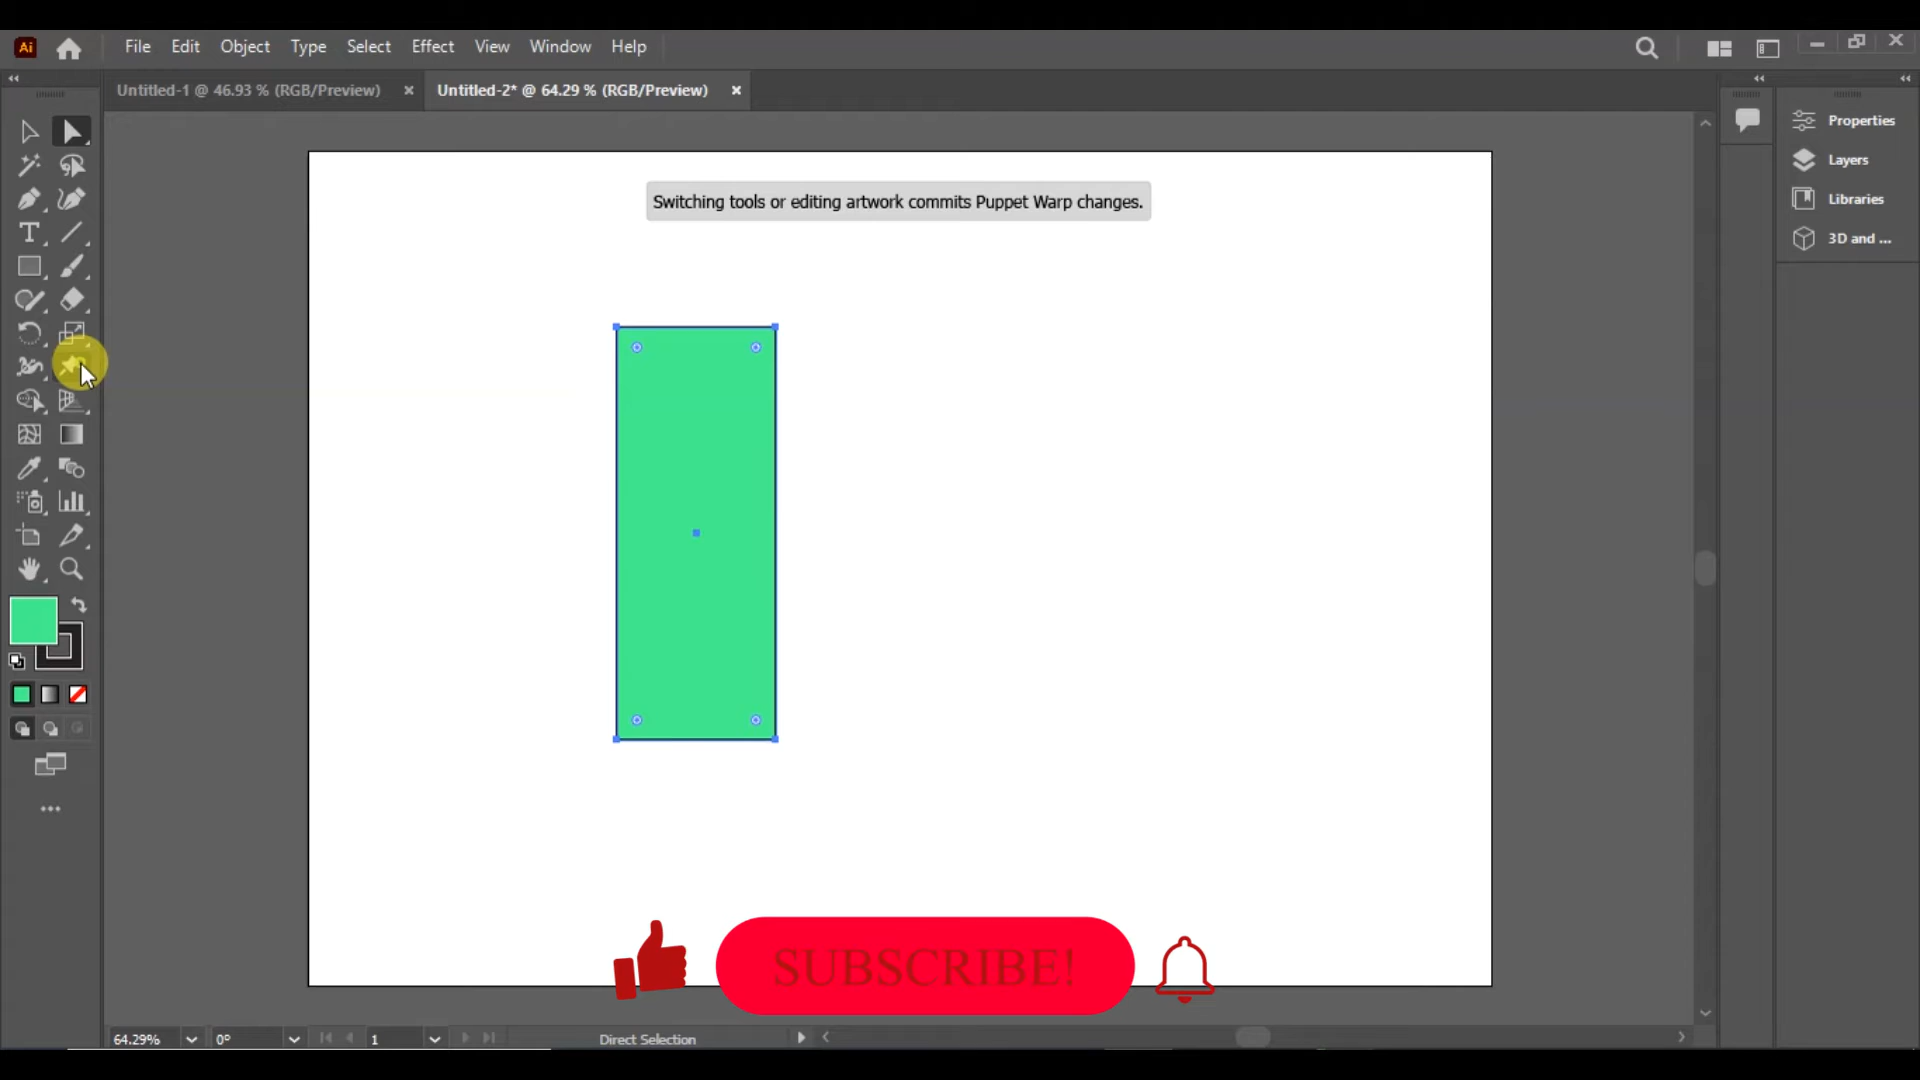 Ai File Edit Object Type Select Effect View Window Help
Untitled-1 @ 46.93 % (RGB/Preview) × Untitled-2* @ 64.29 % (RGB/Preview) ×
Switching tools or editing artwork commits Puppet Warp changes.
Properties
Layers
Libraries
3D and ...
T
SUBSCRIBE!
64.29% 0° 1 Direct Selection